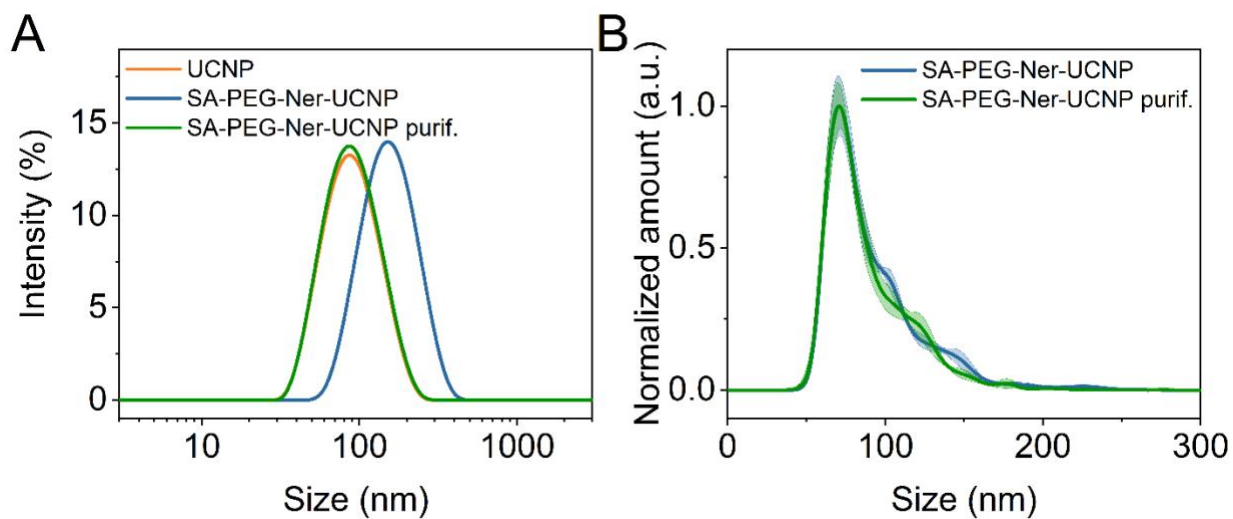 A
Intensity (%)
15
10
5
0
UCNP
SA-PEG-Ner-UCNP
SA-PEG-Ner-UCNP purif.
10
100
1000
Size (nm)
B
Normalized amount (a.u.)
1.0
0.5
0.0
SA-PEG-Ner-UCNP
SA-PEG-Ner-UCNP purif.
0
100
200
300
Size (nm)